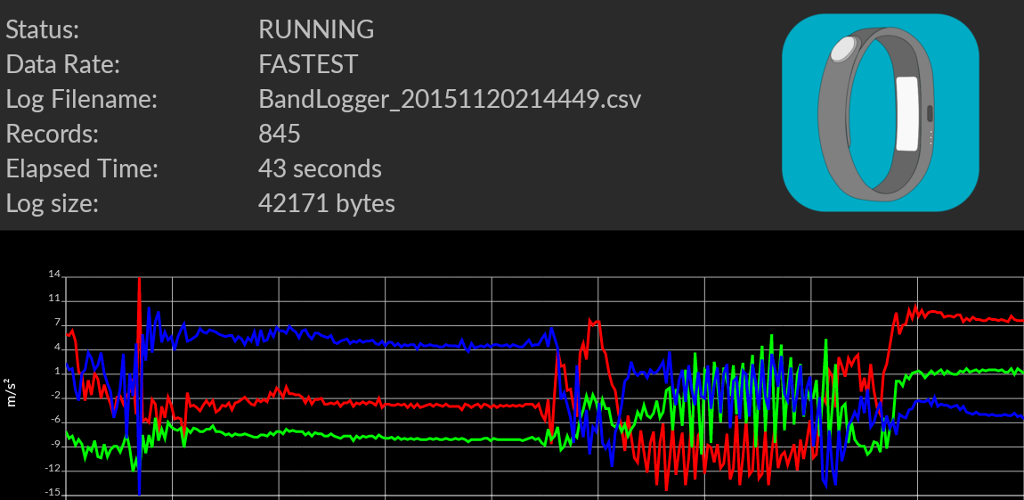 Status: RUNNING
Data Rate: FASTEST
Log Filename: BandLogger_20151120214449.csv
Records: 845
Elapsed Time: 43 seconds
Log size: 42171 bytes
14
11
7
4
1
-2
-6
-9
-12
-15
m/s²